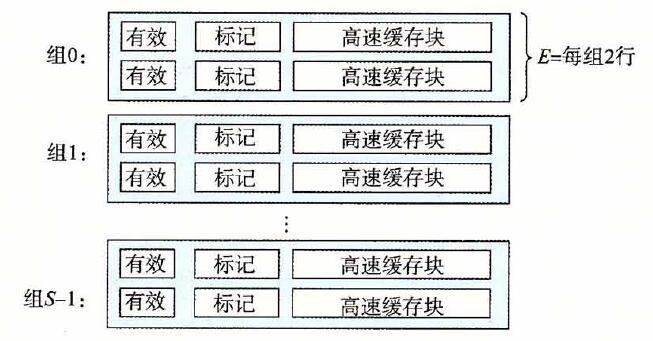 组0：
有效 标记 高速缓存块
有效 标记 高速缓存块
E=每组2行
组1：
有效 标记 高速缓存块
有效 标记 高速缓存块
⋮
组S–1：
有效 标记 高速缓存块
有效 标记 高速缓存块